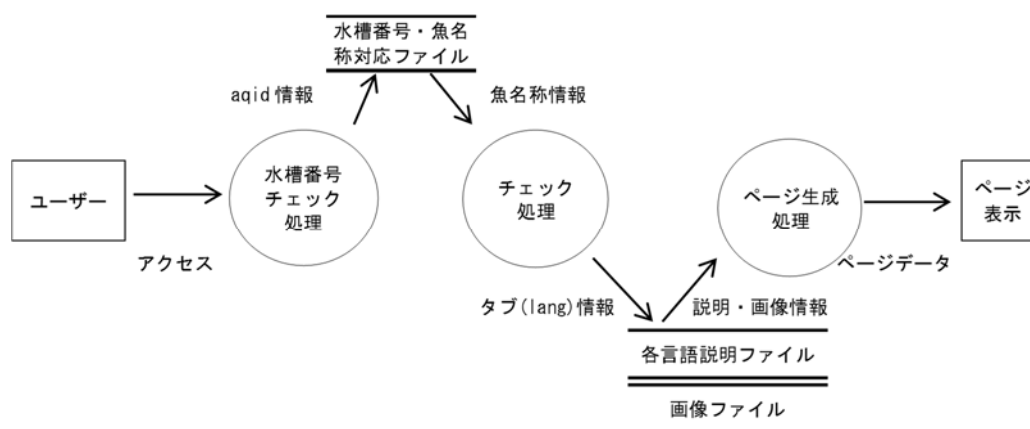 水槽番号・魚名
称対応ファイル
aqid情報
魚名称情報
ユーザー
アクセス
水槽番号
チェック
処理
チェック
処理
タブ(lang)情報
説明・画像情報
各言語説明ファイル
画像ファイル
ページ生成
処理
ページデータ
ページ
表示